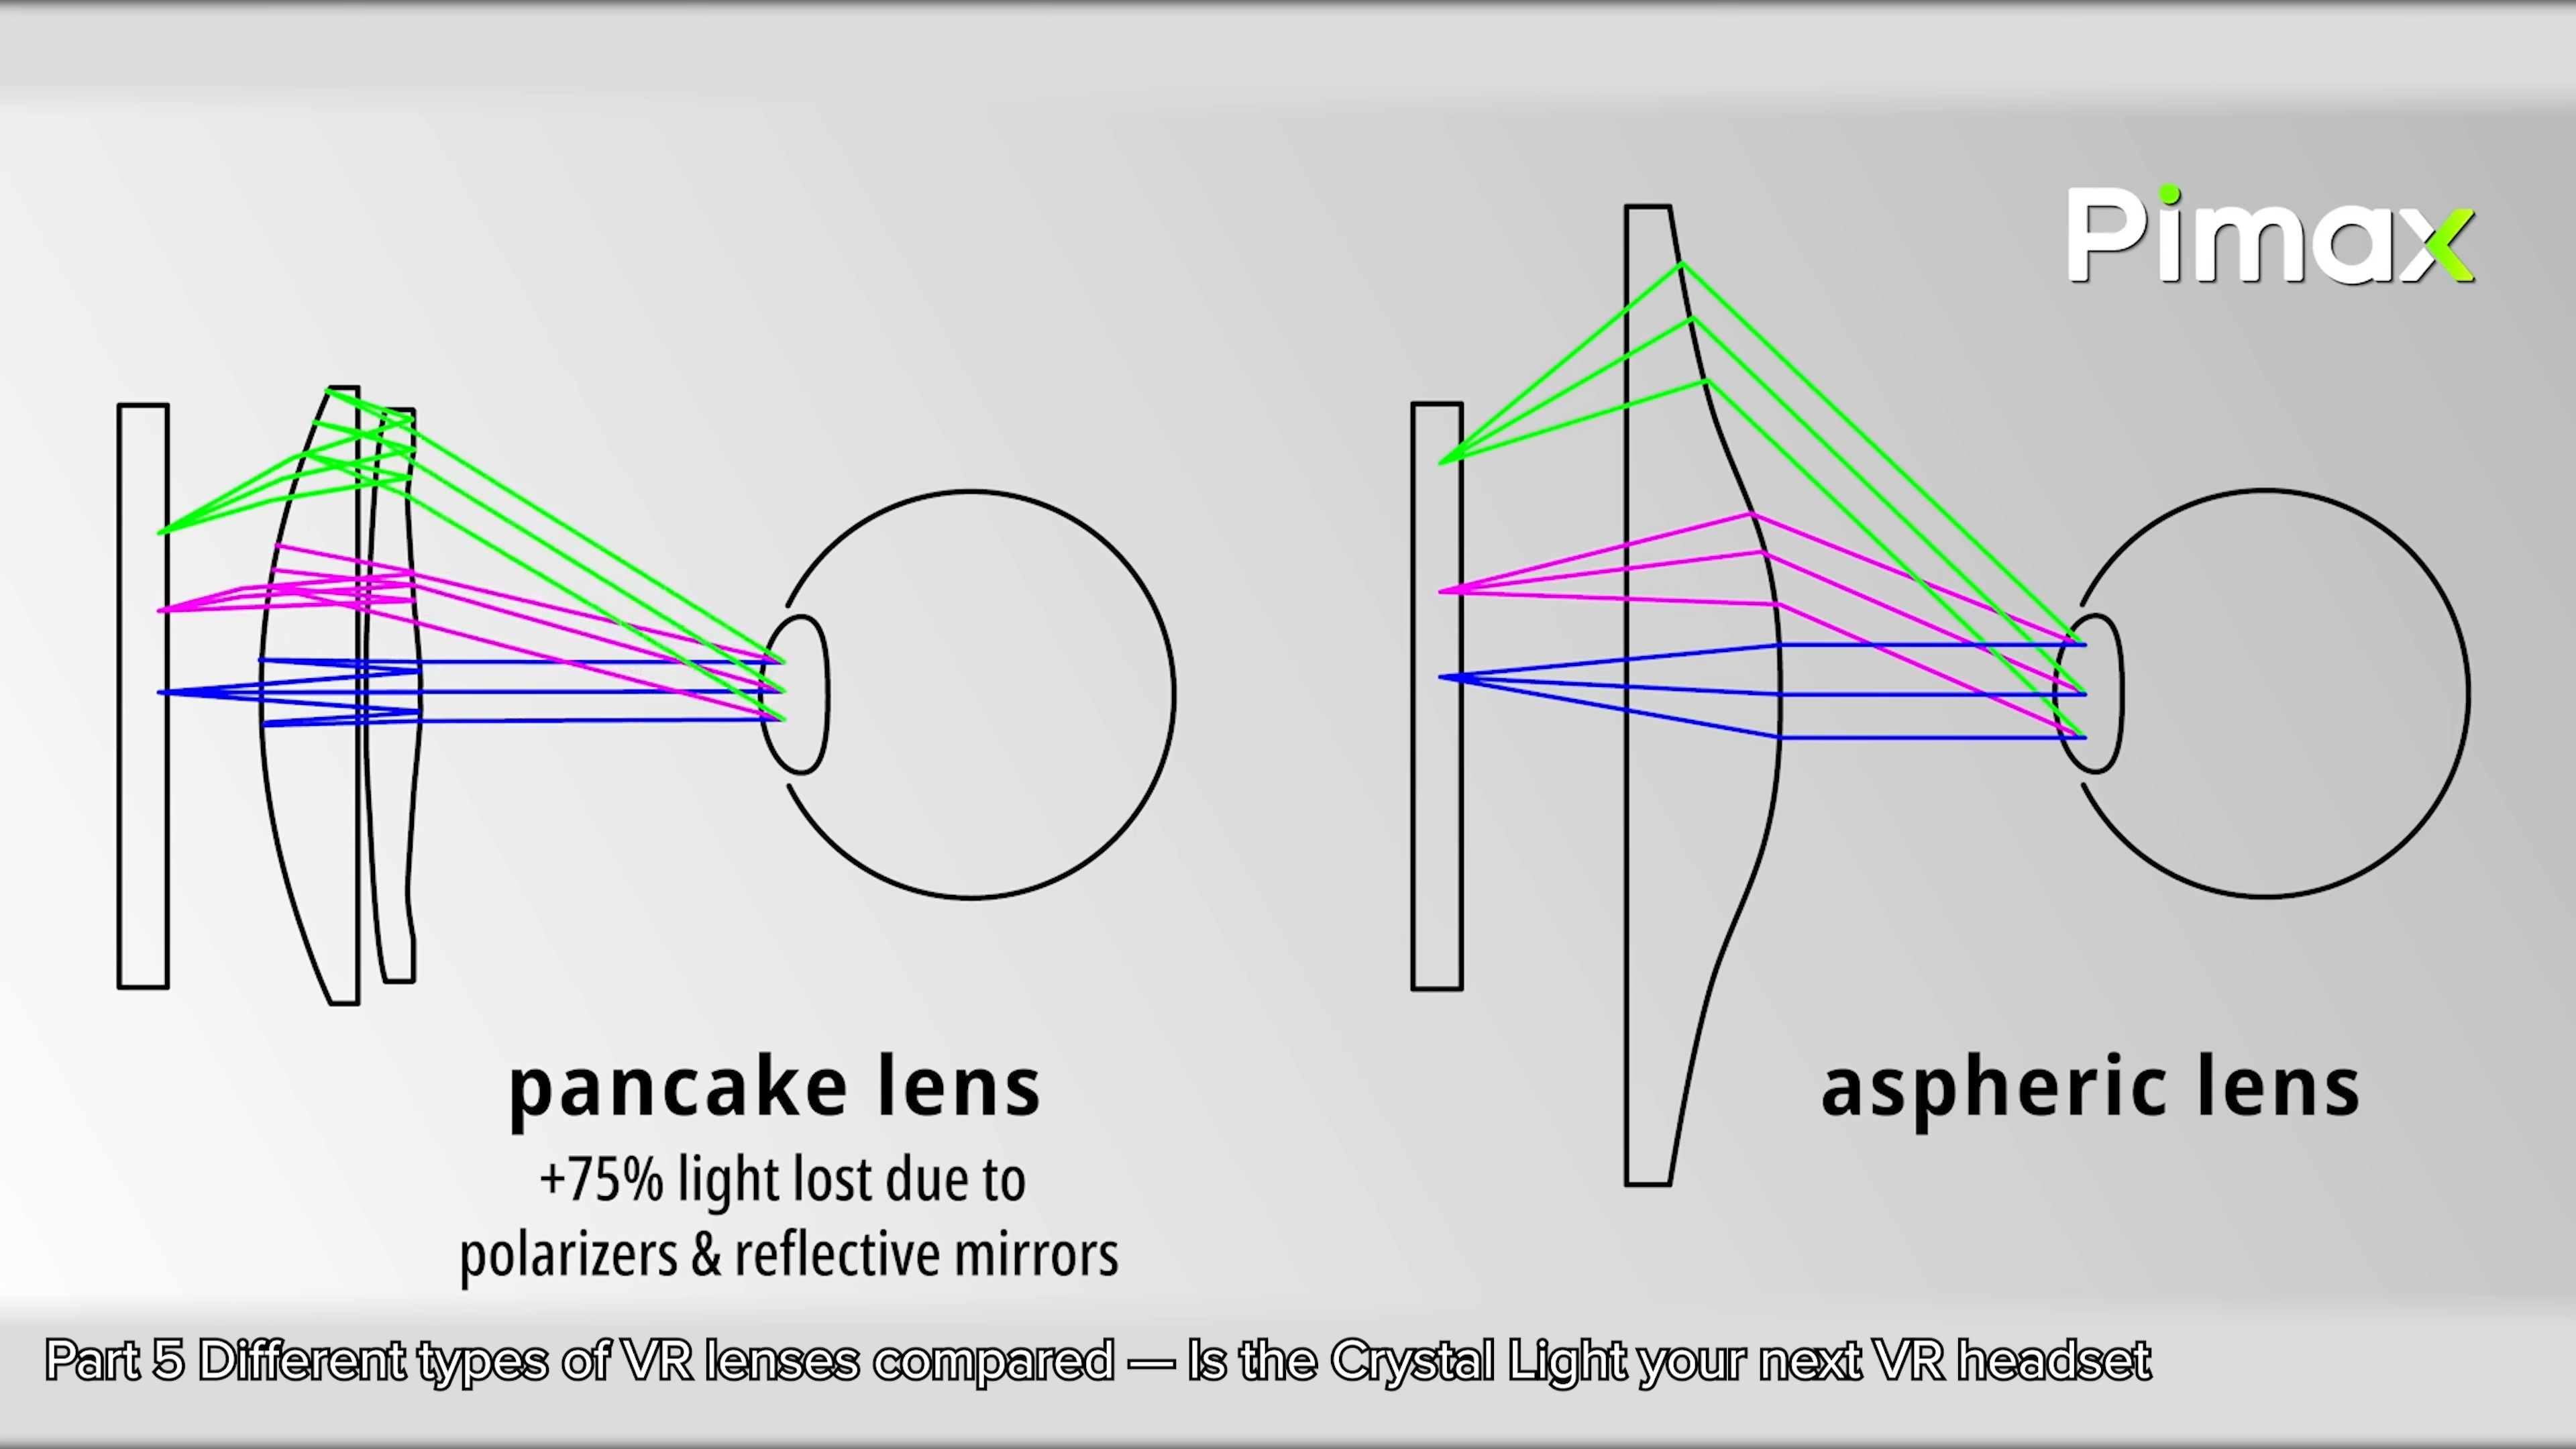 Pimax
pancake lens
+75% light lost due to
polarizers & reflective mirrors
aspheric lens
Part 5 Different types of VR lenses compared — Is the Crystal Light your next VR headset